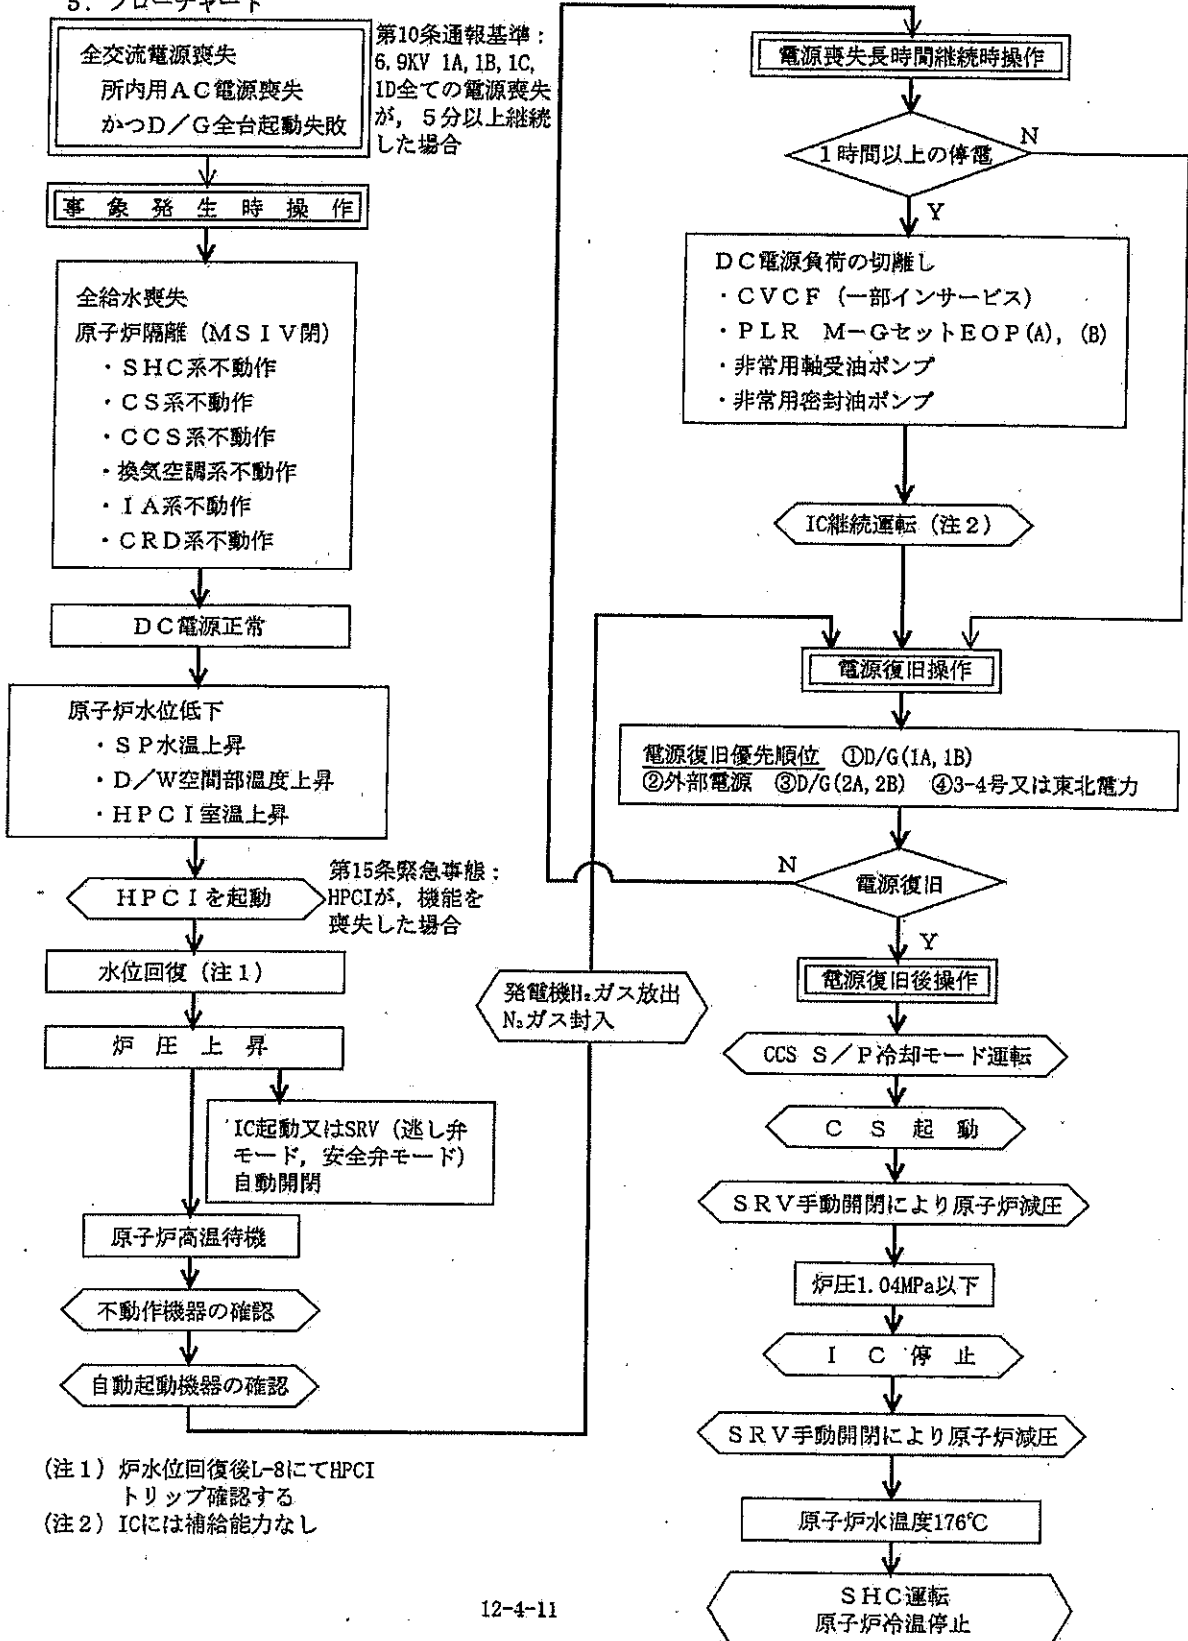 5. フローチャート
全交流電源喪失
所内用AC電源喪失
かつD/G全台起動失敗
第10条通報基準:
6.9KV 1A,1B,1C,
1D全ての電源喪失
が,5分以上継続
した場合
事象発生時操作
全給水喪失
原子炉隔離(MSIV閉)
・SHC系不動作
・CS系不動作
・CCS系不動作
・換気空調系不動作
・IA系不動作
・CRD系不動作
DC電源正常
原子炉水位低下
・SP水温上昇
・D/W空間部温度上昇
・HPCI室温上昇
HPCIを起動
第15条緊急事態:
HPCIが,機能を
喪失した場合
水位回復(注1)
炉圧上昇
IC起動又はSRV(逃し弁
モード,安全弁モード)
自動開閉
原子炉高温待機
不動作機器の確認
自動起動機器の確認
(注1)炉水位回復後L-8にてHPCI
トリップ確認する
(注2)ICには補給能力なし
発電機H₂ガス放出
N₂ガス封入
電源喪失長時間継続時操作
1時間以上の停電
N
Y
DC電源負荷の切離し
・CVCF(一部インサービス)
・PLR M-GセットEOP(A),(B)
・非常用軸受油ポンプ
・非常用密封油ポンプ
IC継続運転(注2)
電源復旧操作
電源復旧優先順位 ①D/G(1A,1B)
②外部電源 ③D/G(2A,2B) ④3-4号又は東北電力
N
電源復旧
Y
電源復旧後操作
CCS S/P冷却モード運転
CS起動
SRV手動開閉により原子炉減圧
炉圧1.04MPa以下
IC停止
SRV手動開閉により原子炉減圧
原子炉水温度176℃
SHC運転
原子炉冷温停止
12-4-11